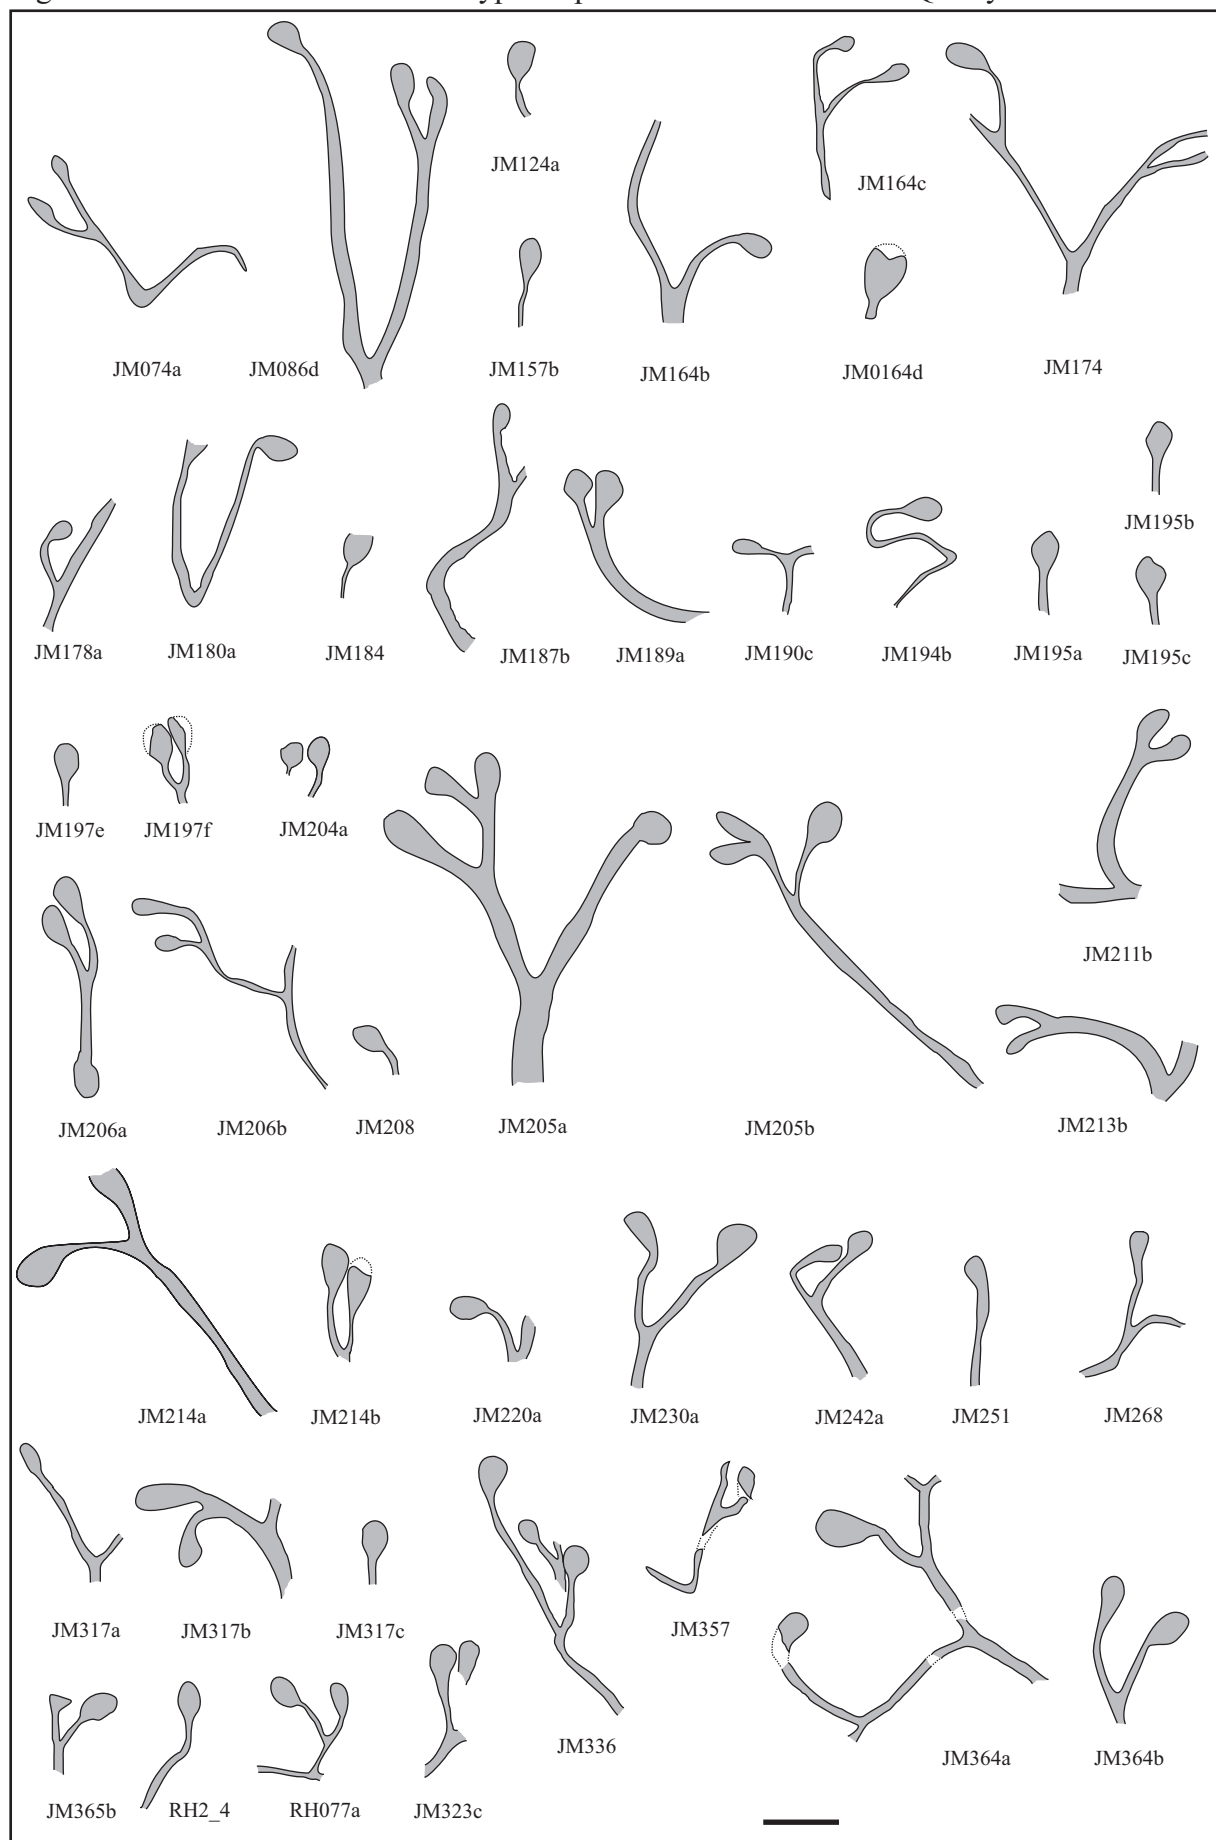 JM124a
JM164c
JM074a JM086d JM157b JM164b JM0164d JM174
JM195b
JM178a JM180a JM184 JM187b JM189a JM190c JM194b JM195a JM195c
JM197e JM197f JM204a
JM211b
JM206a JM206b JM208 JM205a JM205b JM213b
JM214a JM214b JM220a JM230a JM242a JM251 JM268
JM317a JM317b JM317c JM357
JM336 JM364a JM364b
JM365b RH2_4 RH077a JM323c